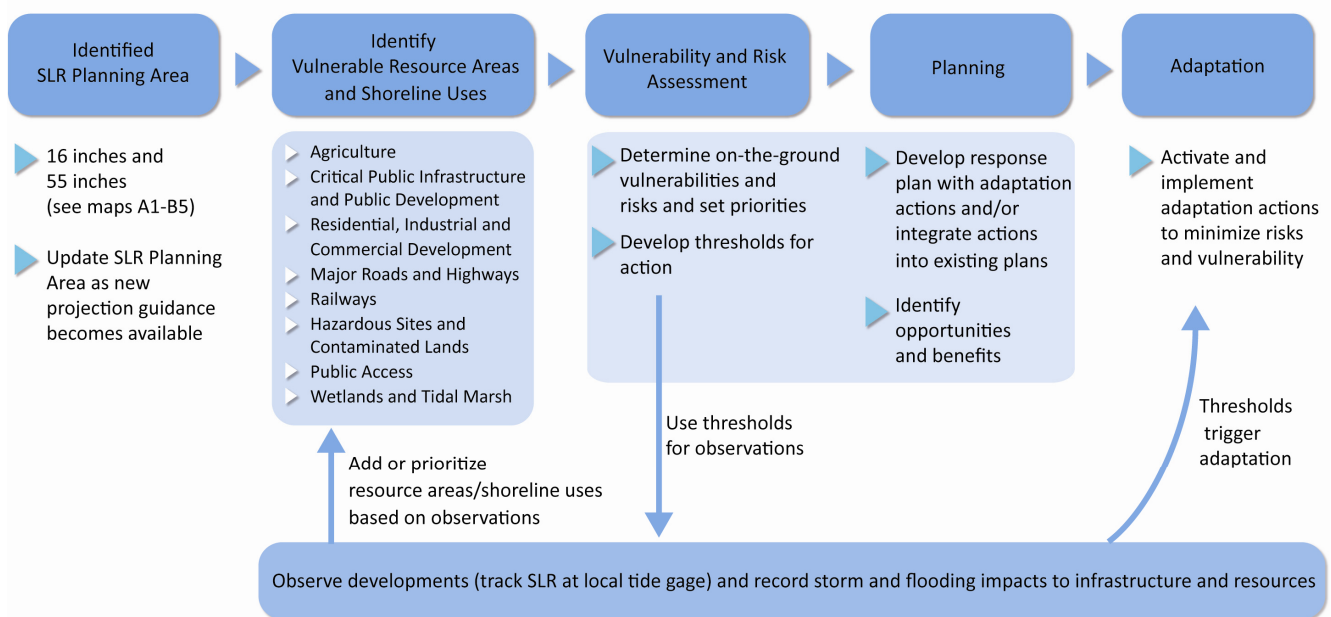 Identified
SLR Planning Area
Identify
Vulnerable Resource Areas
and Shoreline Uses
Vulnerability and Risk
Assessment
Planning
Adaptation
16 inches and
55 inches
(see maps A1-B5)
Update SLR Planning
Area as new
projection guidance
becomes available
Agriculture
Critical Public Infrastructure
and Public Development
Residential, Industrial and
Commercial Development
Major Roads and Highways
Railways
Hazardous Sites and
Contaminated Lands
Public Access
Wetlands and Tidal Marsh
Determine on-the-ground
vulnerabilities and
risks and set priorities
Develop thresholds for
action
Develop response
plan with adaptation
actions and/or
integrate actions
into existing plans
Identify
opportunities
and benefits
Activate and
implement
adaptation actions
to minimize risks
and vulnerability
Add or prioritize
resource areas/shoreline uses
based on observations
Use thresholds
for observations
Thresholds
trigger
adaptation
Observe developments (track SLR at local tide gage) and record storm and flooding impacts to infrastructure and resources